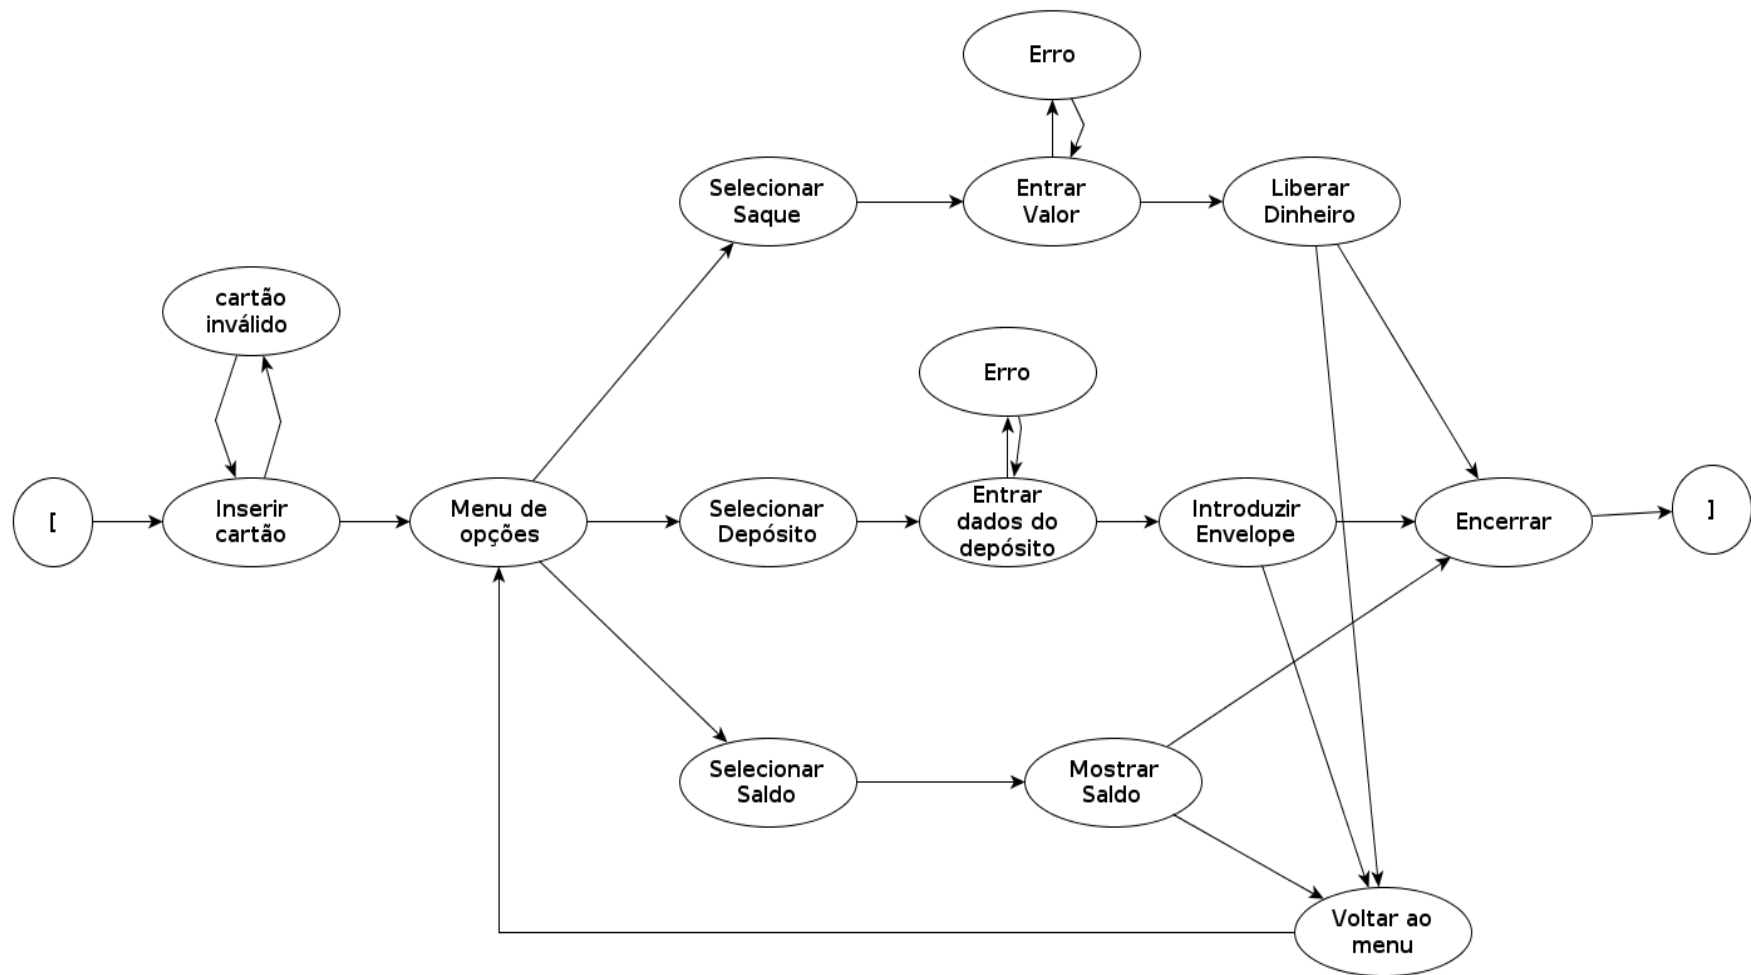 Erro
Selecionar
Saque
Entrar
Valor
Liberar
Dinheiro
cartão
inválido
Erro
[
Inserir
cartão
Menu de
opções
Selecionar
Depósito
Entrar
dados do
depósito
Introduzir
Envelope
Encerrar
]
Selecionar
Saldo
Mostrar
Saldo
Voltar ao
menu